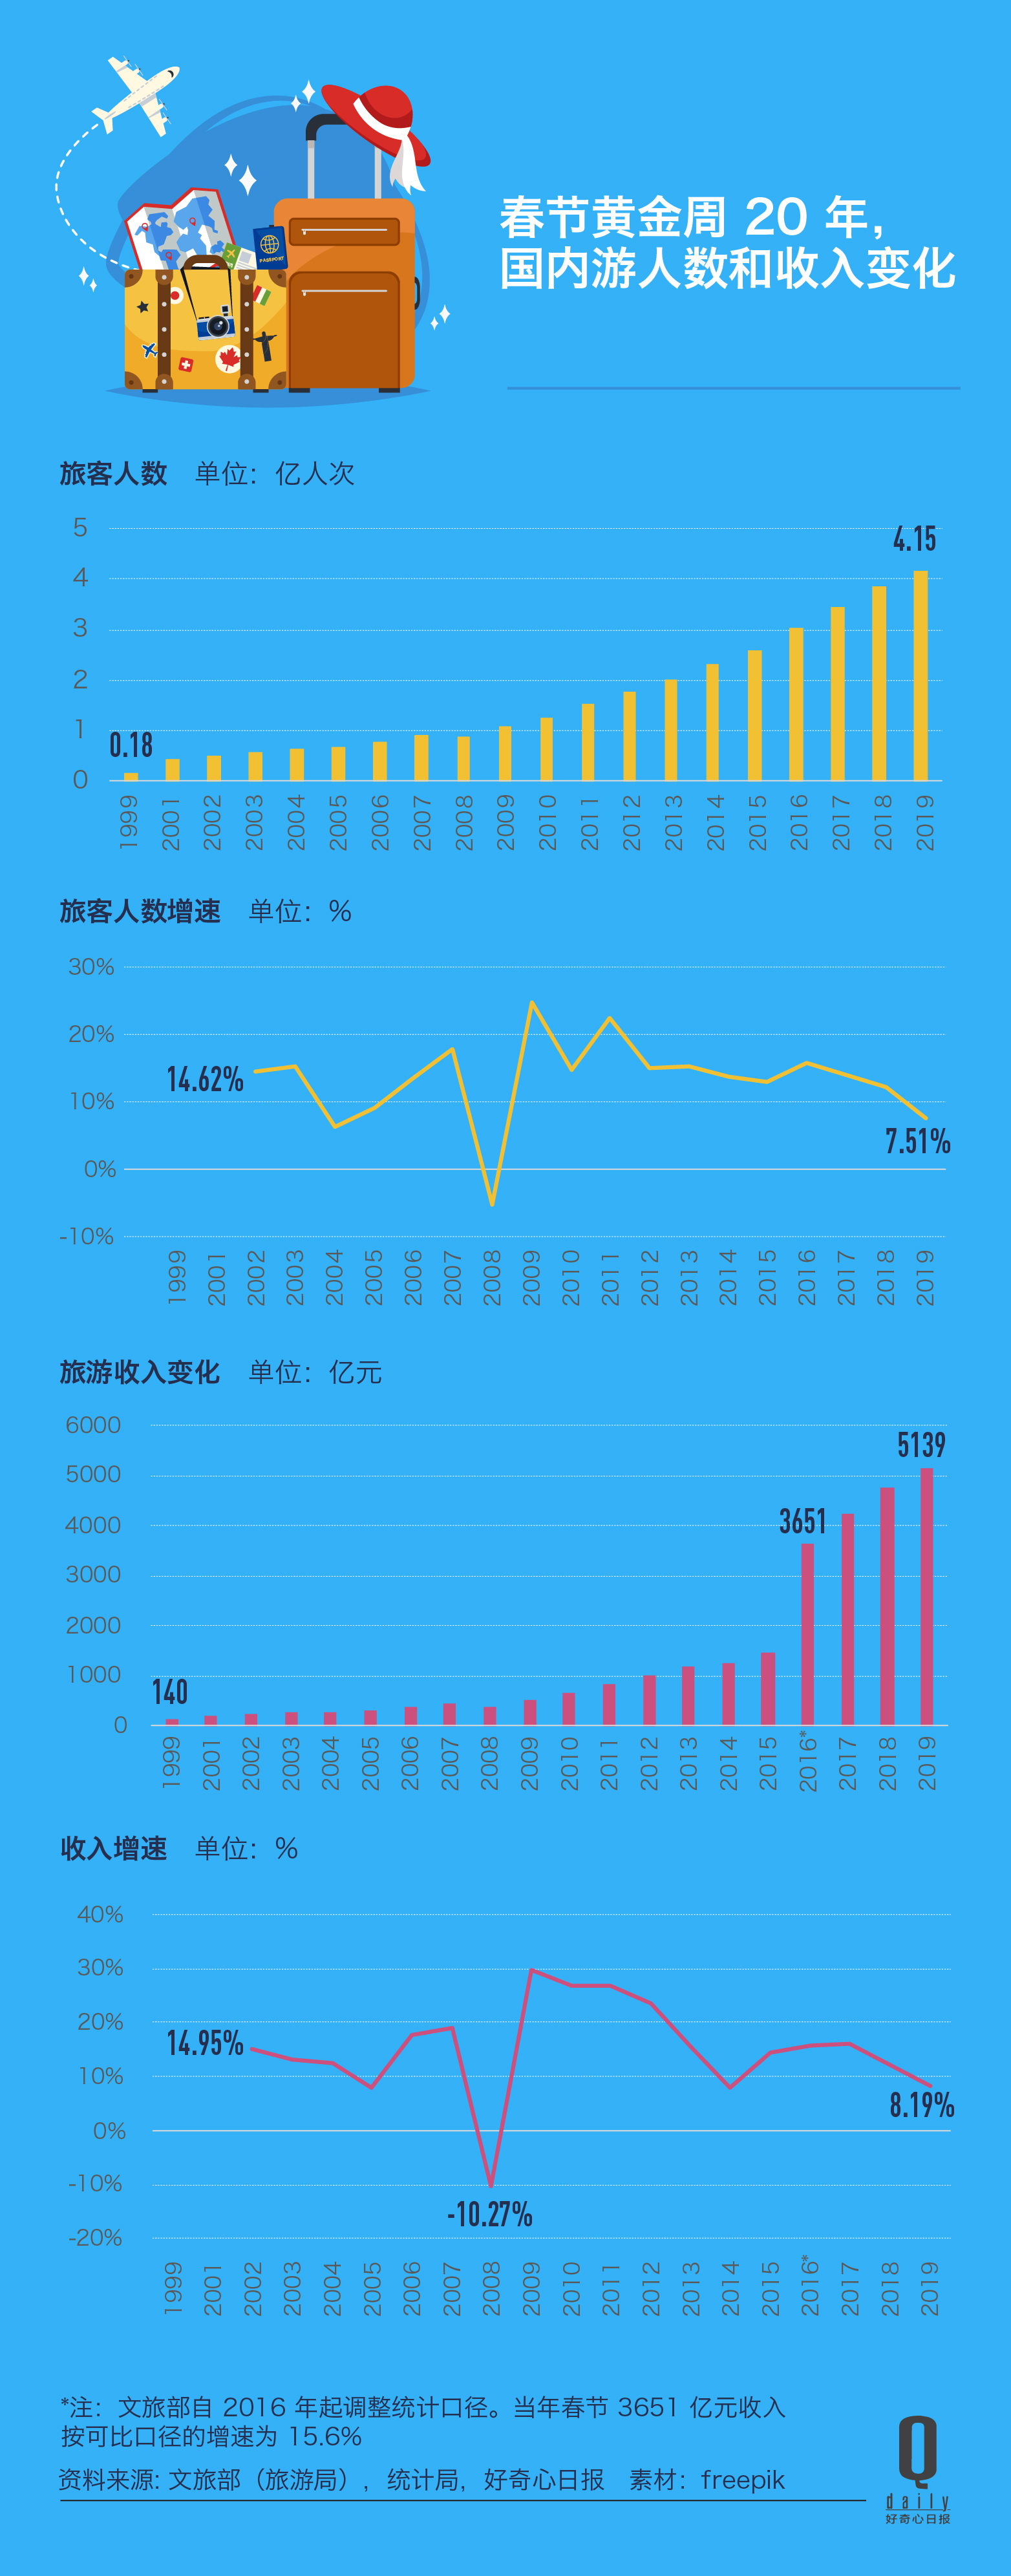 春节黄金周 20 年，
国内游人数和收入变化
PASSPORT
旅客人数 单位：亿人次
5
4
3
2
1
0
0.18
4.15
1999 2001 2002 2003 2004 2005 2006 2007 2008 2009 2010 2011 2012 2013 2014 2015 2016 2017 2018 2019
旅客人数增速 单位：%
30%
20%
10%
0%
-10%
14.62%
7.51%
1999 2001 2002 2003 2004 2005 2006 2007 2008 2009 2010 2011 2012 2013 2014 2015 2016 2017 2018 2019
旅游收入变化 单位：亿元
6000
5000
4000
3000
2000
1000
0
140
3651
5139
1999 2001 2002 2003 2004 2005 2006 2007 2008 2009 2010 2011 2012 2013 2014 2015 2016* 2017 2018 2019
收入增速 单位：%
40%
30%
20%
10%
0%
-10%
-20%
14.95%
-10.27%
8.19%
1999 2001 2002 2003 2004 2005 2006 2007 2008 2009 2010 2011 2012 2013 2014 2015 2016* 2017 2018 2019
*注：文旅部自 2016 年起调整统计口径。当年春节 3651 亿元收入
按可比口径的增速为 15.6%
资料来源: 文旅部（旅游局），统计局，好奇心日报 素材：freepik
Q
daily
好奇心日报